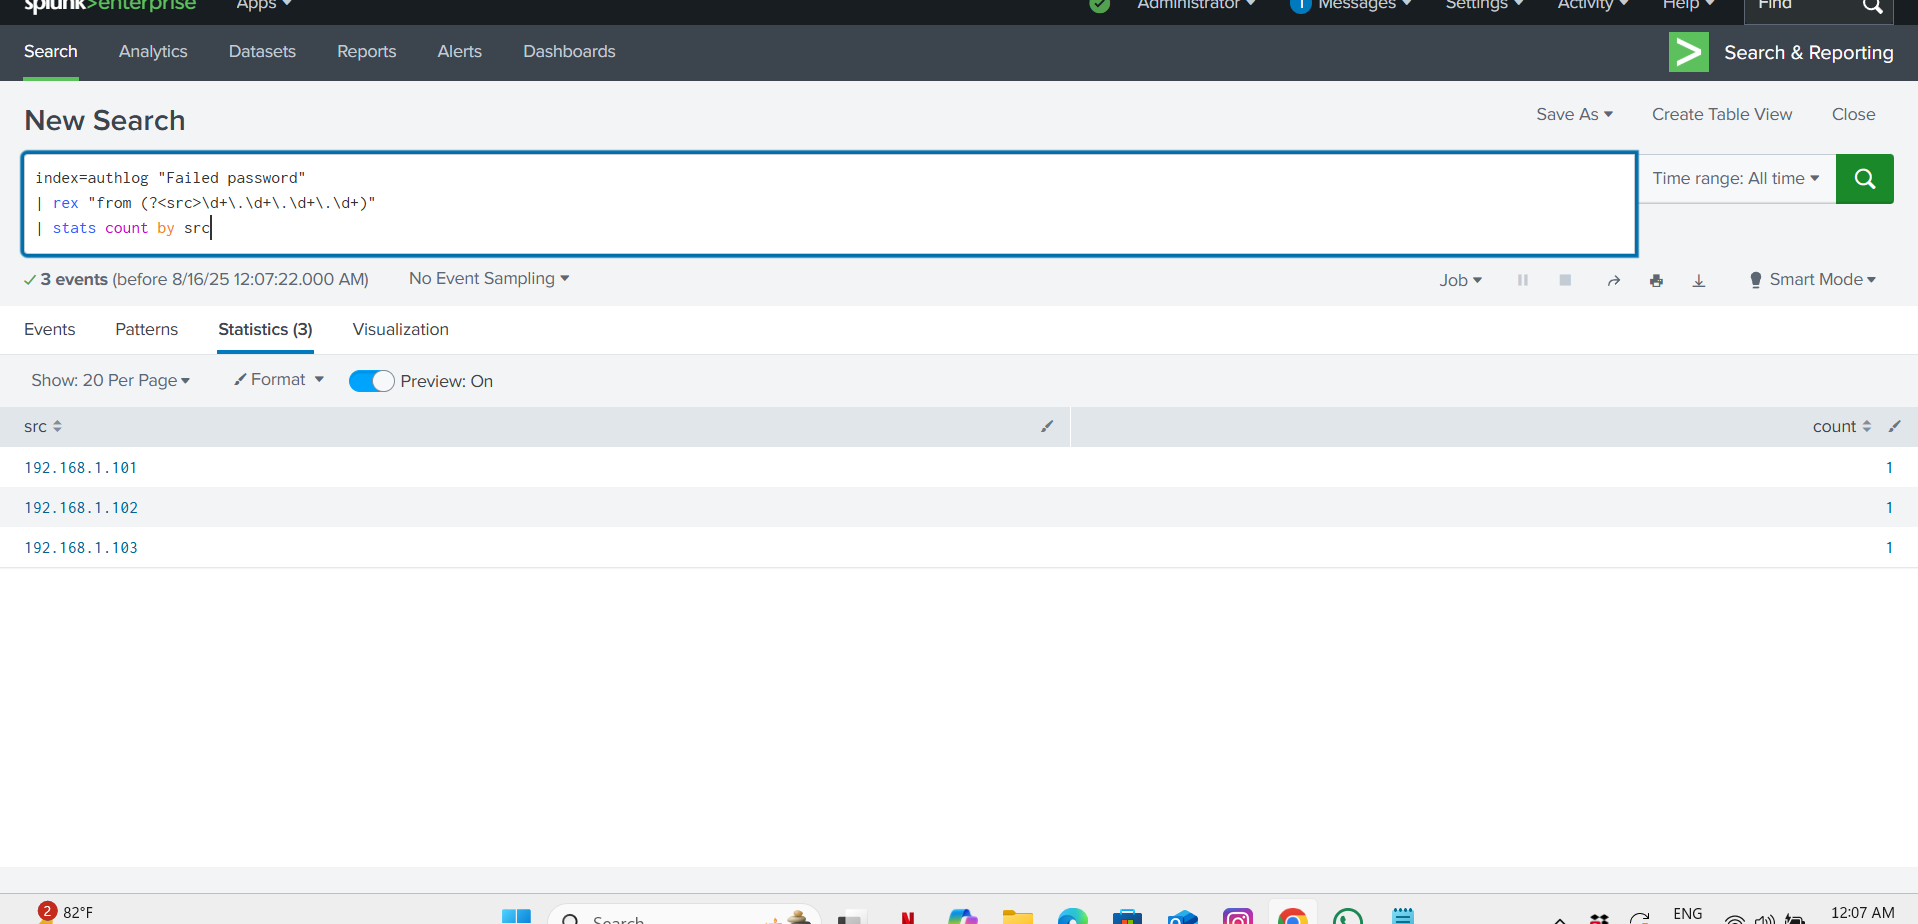 splunk>enterprise Apps Administrator 1 Messages Settings Activity Help Find
Search Analytics Datasets Reports Alerts Dashboards > Search & Reporting
New Search Save As Create Table View Close
index=authlog "Failed password"
| rex "from (?<src>\d+\.\d+\.\d+\.\d+)"
| stats count by src
Time range: All time
3 events (before 8/16/25 12:07:22.000 AM) No Event Sampling Job Smart Mode
Events Patterns Statistics (3) Visualization
Show: 20 Per Page Format Preview: On
src count
192.168.1.101 1
192.168.1.102 1
192.168.1.103 1
2 82°F Search N ENG 12:07 AM